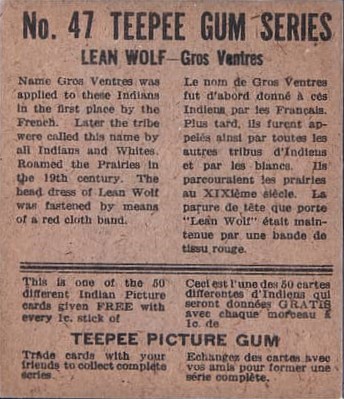 No. 47 TEEPEE GUM SERIES
LEAN WOLF—Gros Ventres
Name Gros Ventres was
applied to these Indians
in the first place by the
French. Later the tribe
were called this name by
all Indians and Whites.
Roamed the Prairies in
the 19th century. The
head dress of Lean Wolf
was fastened by means
of a red cloth band.
Le nom de Gros Ventres
fut d'abord donné à cés
Indiens par les Français.
Plus tard, ils furent app-
elés ainsi par toutes les
autres tribus d'Indiens
et par les blancs. Ils
parcouraient les prairies
au XIXième siècle. La
parure de tête que porte
"Lean Wolf" était main-
tenue par une bande de
tissu rouge.
This is one of the 50
different Indian Picture
cards given FREE with
every 1c. stick of
Ceci est l'une des 50 cartes
differentes d'Indiens qui
seront données GRATIS
avec chaque morceau à
1c. de
TEEPEE PICTURE GUM
Trade cards with your
friends to collect complete
series.
Echangez des cartes avec
vos amis pour former une
série complête.